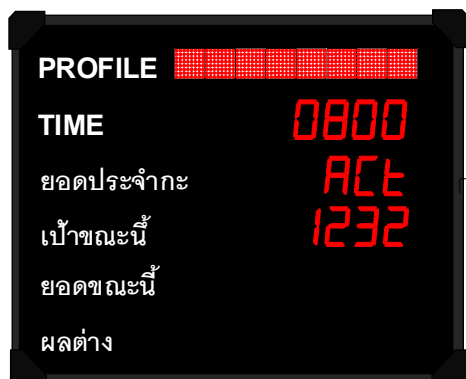 PROFILE
TIME 0800
ยอดประจำกะ ACt
เป้าขณะนี้ 1232
ยอดขณะนี้
ผลต่าง